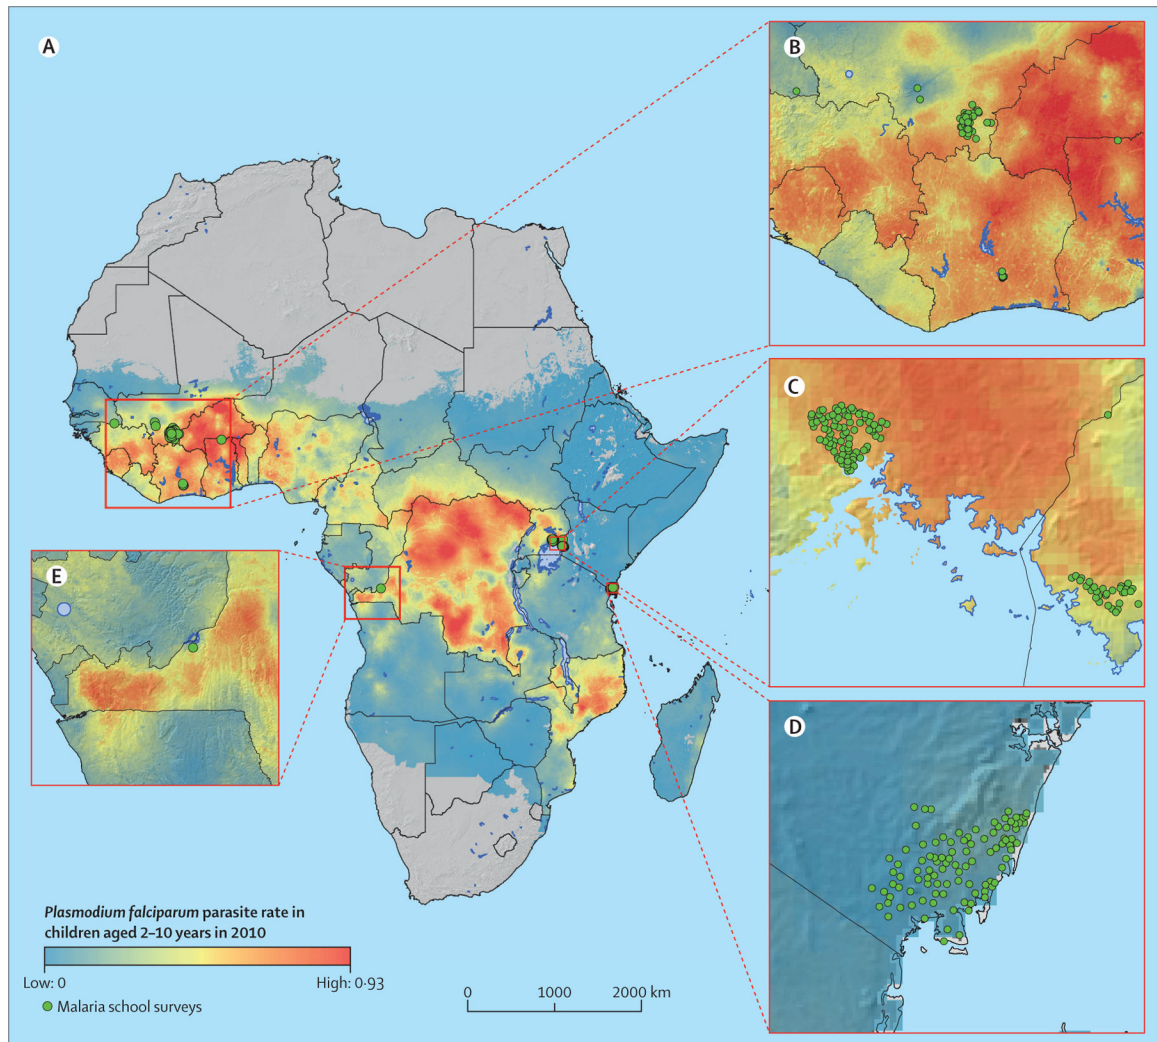 A
B
C
E
D
Plasmodium falciparum parasite rate in
children aged 2–10 years in 2010
Low: 0
High: 0·93
Malaria school surveys
0
1000
2000 km